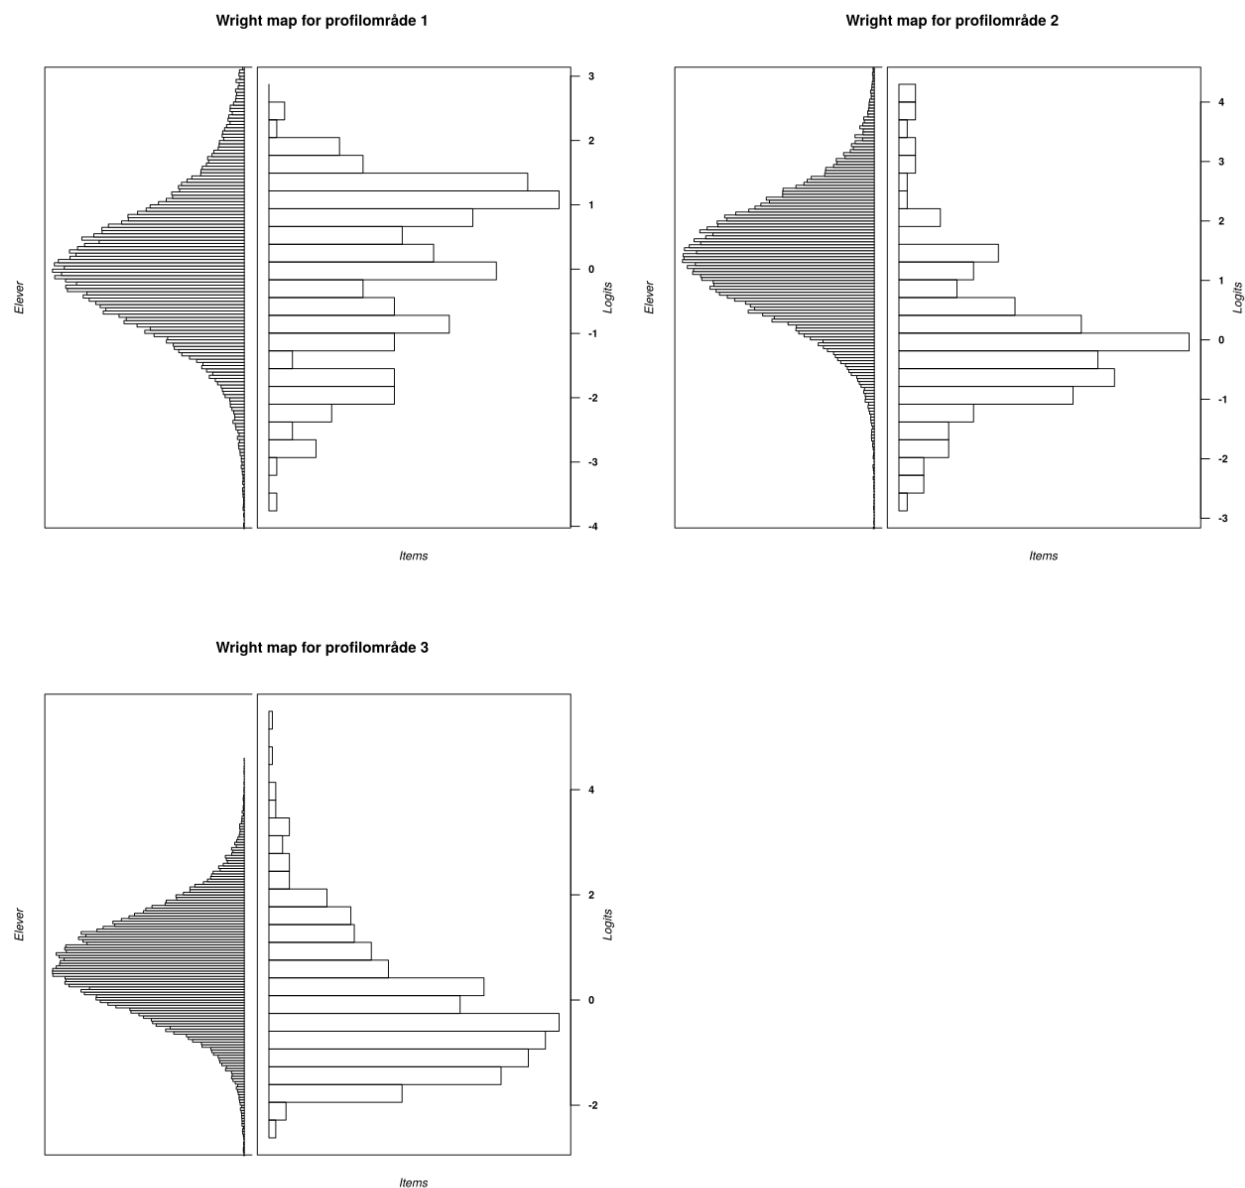 Wright map for profilområde 1
Elever
3
2
1
0
-1
-2
-3
-4
Logits
Items
Wright map for profilområde 2
Elever
4
3
2
1
0
-1
-2
-3
Logits
Items
Wright map for profilområde 3
Elever
4
2
0
-2
Logits
Items